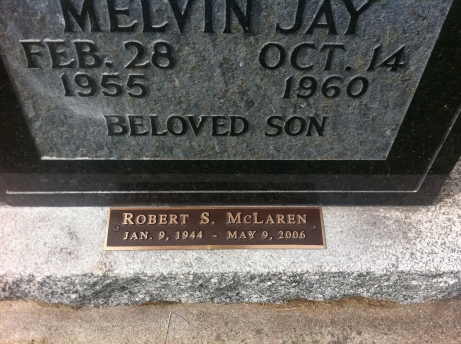 MELVIN JAY
FEB. 28 OCT. 14
1955 1960
BELOVED SON
ROBERT S. MCLAREN
JAN. 9, 1944 - MAY 9, 2006